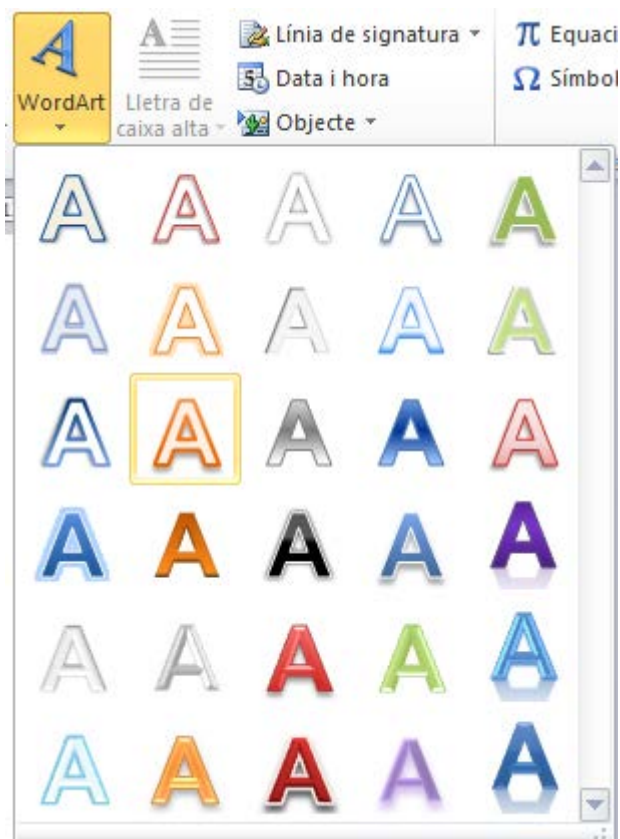 WordArt
Lletra de
caixa alta
Línia de signatura
Data i hora
Objecte
π Equaci
Ω Símbol
A A A A A
A A A A A
A A A A A
A A A A A
A A A A A
A A A A A